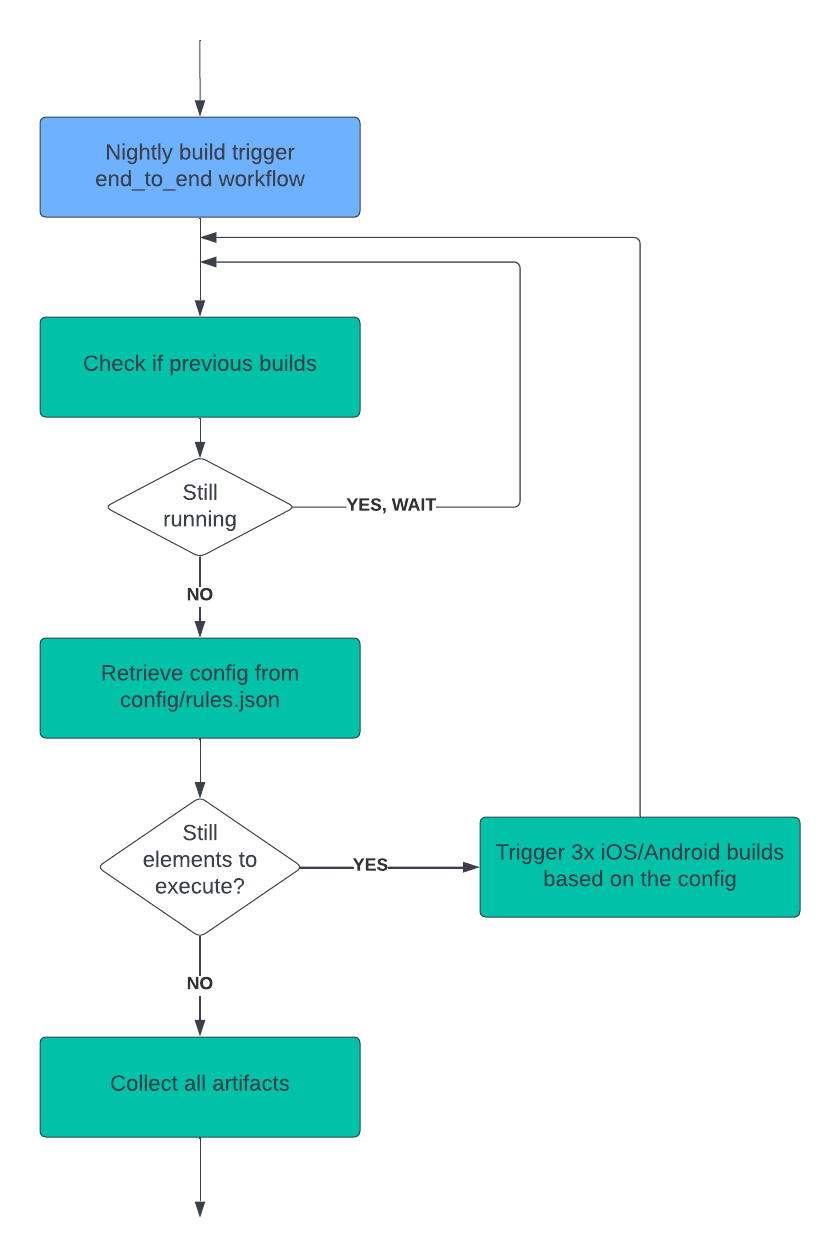 Nightly build trigger
end_to_end workflow
Check if previous builds
Still
running
YES, WAIT
NO
Retrieve config from
config/rules.json
Still
elements to
execute?
YES
Trigger 3x iOS/Android builds
based on the config
NO
Collect all artifacts